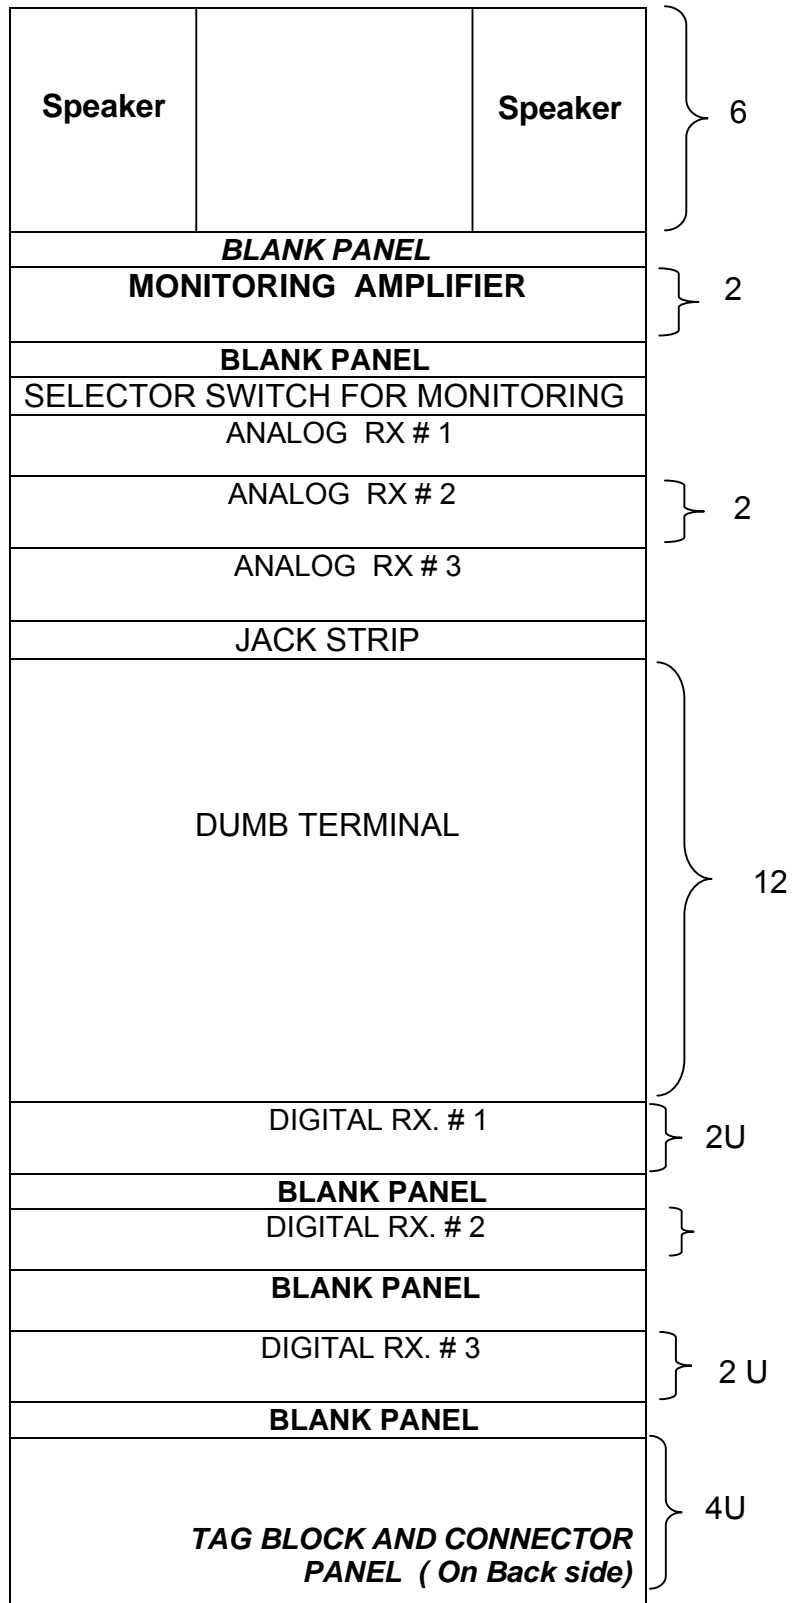 Speaker
Speaker
6
BLANK PANEL
MONITORING AMPLIFIER
2
BLANK PANEL
SELECTOR SWITCH FOR MONITORING
ANALOG RX # 1
ANALOG RX # 2
2
ANALOG RX # 3
JACK STRIP
DUMB TERMINAL
12
DIGITAL RX. # 1
2U
BLANK PANEL
DIGITAL RX. # 2
BLANK PANEL
DIGITAL RX. # 3
2 U
BLANK PANEL
4U
TAG BLOCK AND CONNECTOR
PANEL ( On Back side)